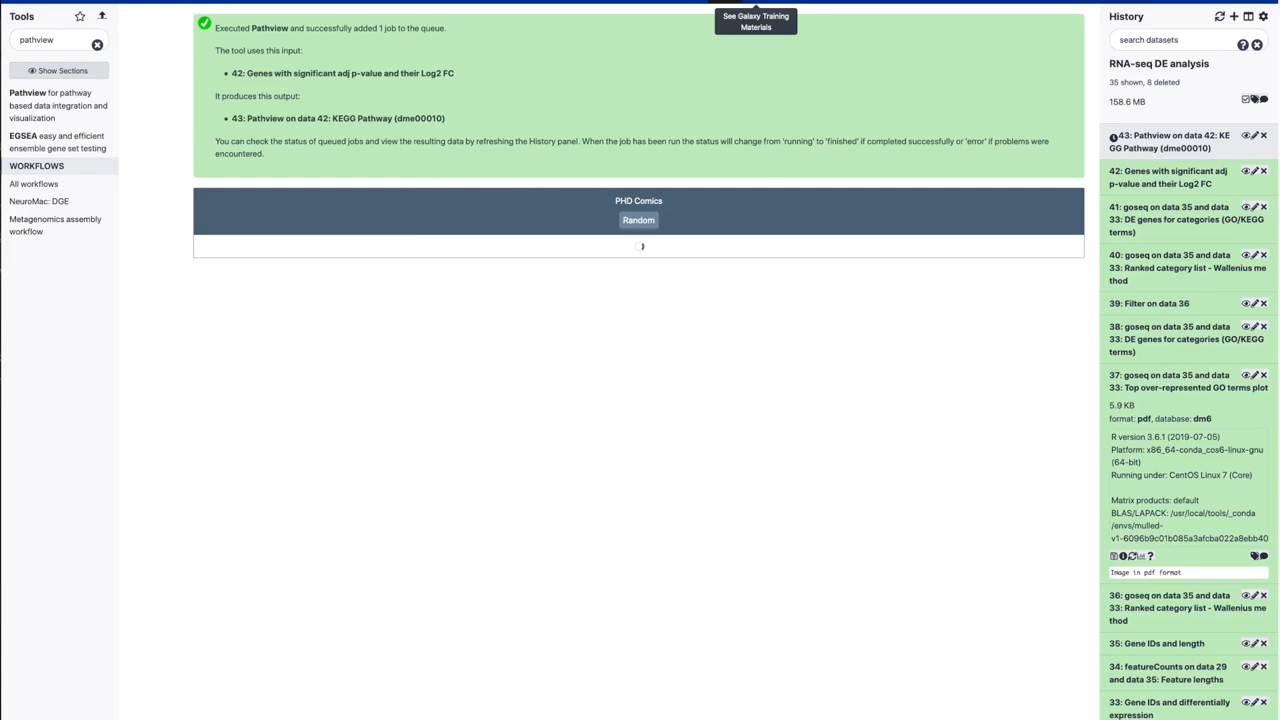 Tools
pathview
Show Sections
Pathview for pathway
based data integration and
visualization
EGSEA easy and efficient
ensemble gene set testing
WORKFLOWS
All workflows
NeuroMac: DGE
Metagenomics assembly
workflow
See Galaxy Training
Materials
Executed Pathview and successfully added 1 job to the queue.
The tool uses this input:
• 42: Genes with significant adj p-value and their Log2 FC
It produces this output:
• 43: Pathview on data 42: KEGG Pathway (dme00010)
You can check the status of queued jobs and view the resulting data by refreshing the History panel. When the job has been run the status will change from 'running' to 'finished' if completed successfully or 'error' if problems were
encountered.
PHD Comics
Random
History
search datasets
RNA-seq DE analysis
35 shown, 8 deleted
158.6 MB
43: Pathview on data 42: KE
GG Pathway (dme00010)
42: Genes with significant adj
p-value and their Log2 FC
41: goseq on data 35 and data
33: DE genes for categories (GO/KEGG
terms)
40: goseq on data 35 and data
33: Ranked category list - Wallenius me
thod
39: Filter on data 36
38: goseq on data 35 and data
33: DE genes for categories (GO/KEGG
terms)
37: goseq on data 35 and data
33: Top over-represented GO terms plot
5.9 KB
format: pdf, database: dm6
R version 3.6.1 (2019-07-05)
Platform: x86_64-conda_cos6-linux-gnu
(64-bit)
Running under: CentOS Linux 7 (Core)
Matrix products: default
BLAS/LAPACK: /usr/local/tools/_conda
/envs/mulled-
v1-6096b9c01b085a3afcba022a8ebb40
Image in pdf format
36: goseq on data 35 and data
33: Ranked category list - Wallenius me
thod
35: Gene IDs and length
34: featureCounts on data 29
and data 35: Feature lengths
33: Gene IDs and differentially
expression